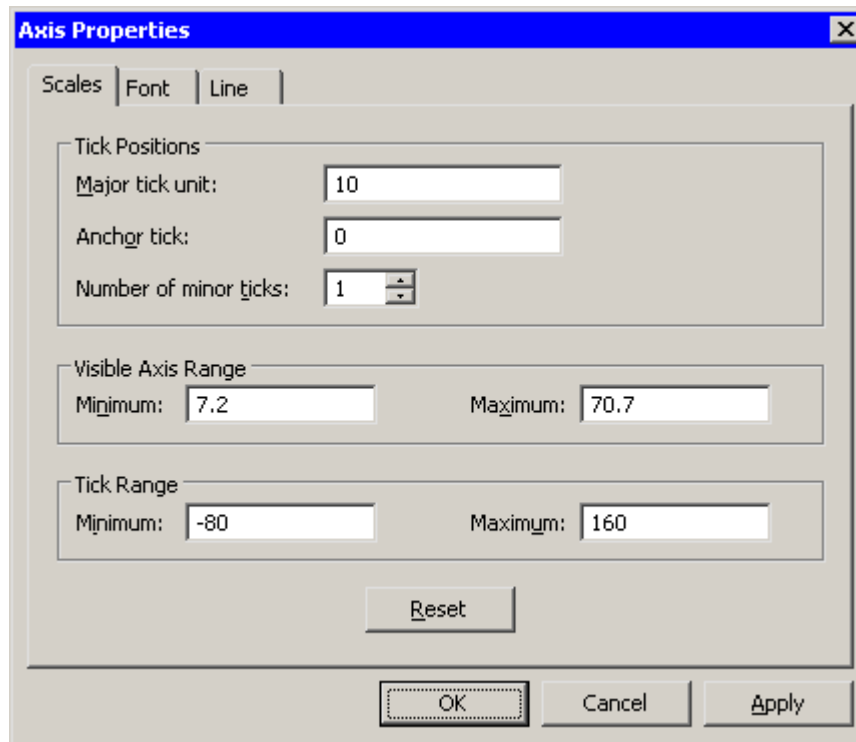 Axis Properties
Scales Font Line
Tick Positions
Major tick unit: 10
Anchor tick: 0
Number of minor ticks: 1
Visible Axis Range
Minimum: 7.2 Maximum: 70.7
Tick Range
Minimum: -80 Maximum: 160
Reset
OK Cancel Apply